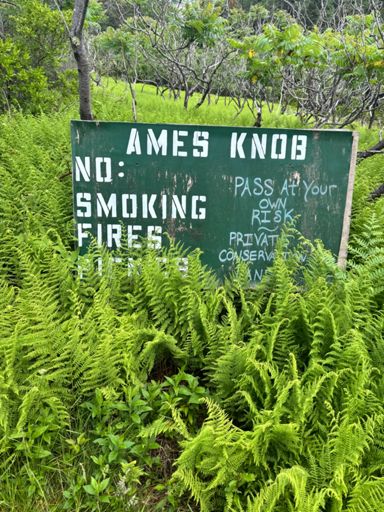 AMES KNOB
NO:
SMOKING
FIRES
PASS AT YOUR
OWN
RISK
~
PRIVATE
CONSERVATION